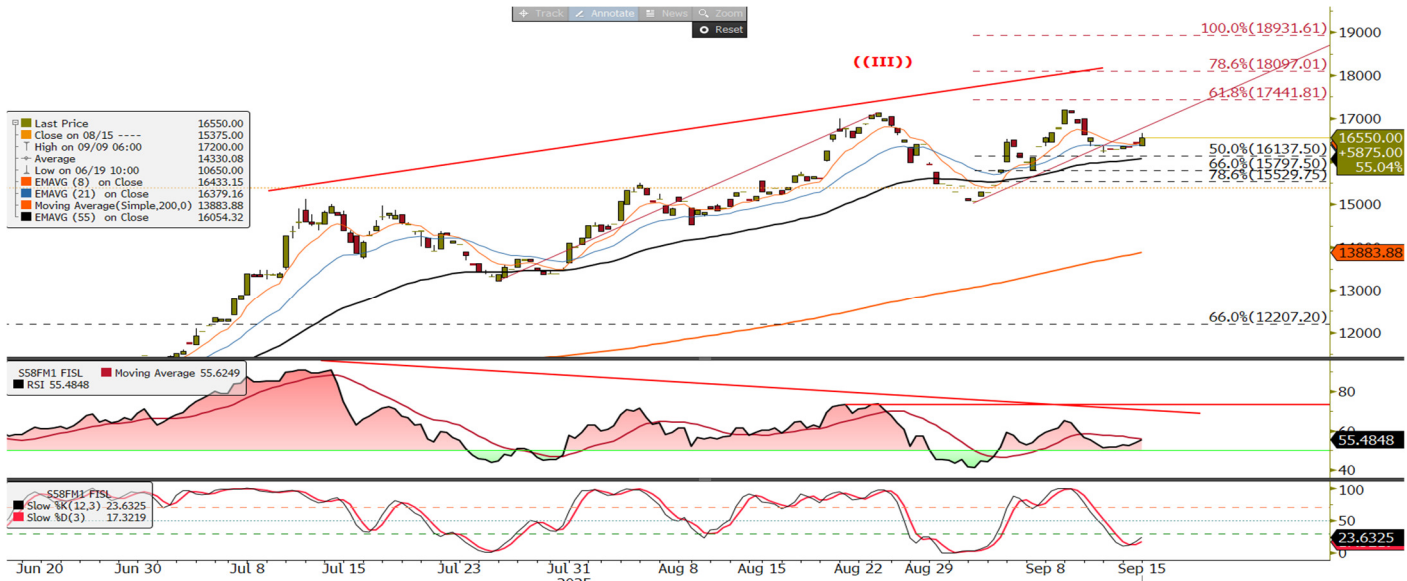 Track Annotate News Zoom
Reset
((III))
100.0%(18931.61)
78.6%(18097.01)
61.8%(17441.81)
50.0%(16137.50)
66.0%(15797.50)
78.6%(15529.75)
66.0%(12207.20)
Last Price 16550.00
Close on 08/15 ---- 15375.00
High on 09/09 06:00 17200.00
Average 14330.08
Low on 06/19 10:00 10650.00
EMAVG (8) on Close 16433.15
EMAVG (21) on Close 16379.16
Moving Average(Simple,200,0) 13883.88
EMAVG (55) on Close 16054.32
19000
18000
17000
16550.00
+5875.00
55.04%
15000
13883.88
13000
12000
S58FM1 FISL Moving Average 55.6249
RSI 55.4848
80
55.4848
40
S58FM1 FISL
Slow %K(12,3) 23.6325
Slow %D(3) 17.3219
100
50
23.6325
0
Jun 20 Jun 30 Jul 8 Jul 15 Jul 23 Jul 31 Aug 8 Aug 15 Aug 22 Aug 29 Sep 8 Sep 15
2025